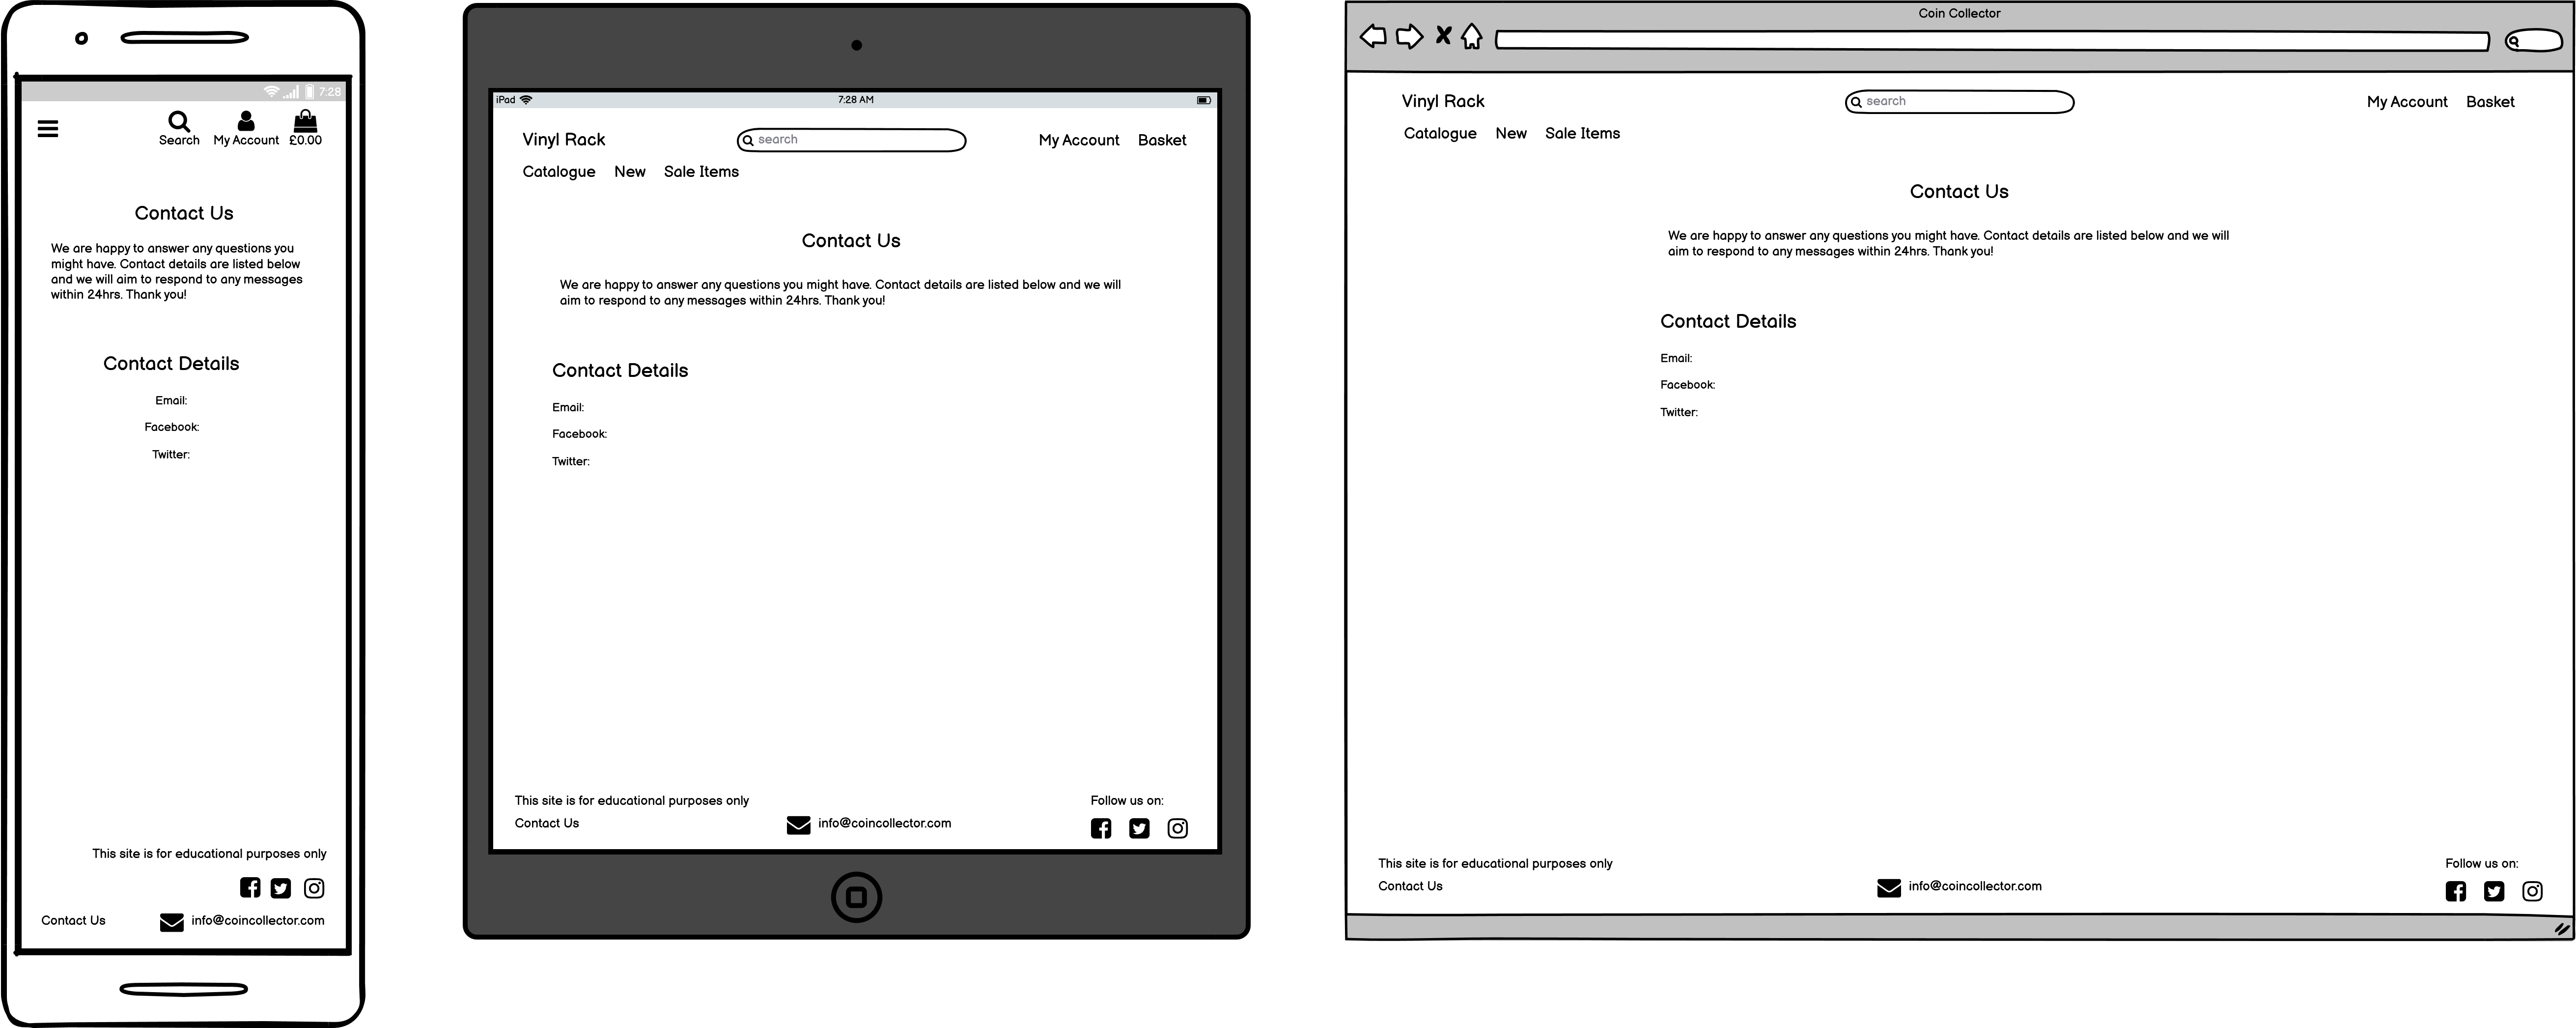 7:28
Search My Account £0.00
Contact Us
We are happy to answer any questions you
might have. Contact details are listed below
and we will aim to respond to any messages
within 24hrs. Thank you!
Contact Details
Email:
Facebook:
Twitter:
This site is for educational purposes only
Contact Us info@coincollector.com
iPad 7:28 AM
Vinyl Rack search My Account Basket
Catalogue New Sale Items
Contact Us
We are happy to answer any questions you might have. Contact details are listed below and we will
aim to respond to any messages within 24hrs. Thank you!
Contact Details
Email:
Facebook:
Twitter:
This site is for educational purposes only Follow us on:
Contact Us info@coincollector.com
Coin Collector
Vinyl Rack search My Account Basket
Catalogue New Sale Items
Contact Us
We are happy to answer any questions you might have. Contact details are listed below and we will
aim to respond to any messages within 24hrs. Thank you!
Contact Details
Email:
Facebook:
Twitter:
This site is for educational purposes only Follow us on:
Contact Us info@coincollector.com